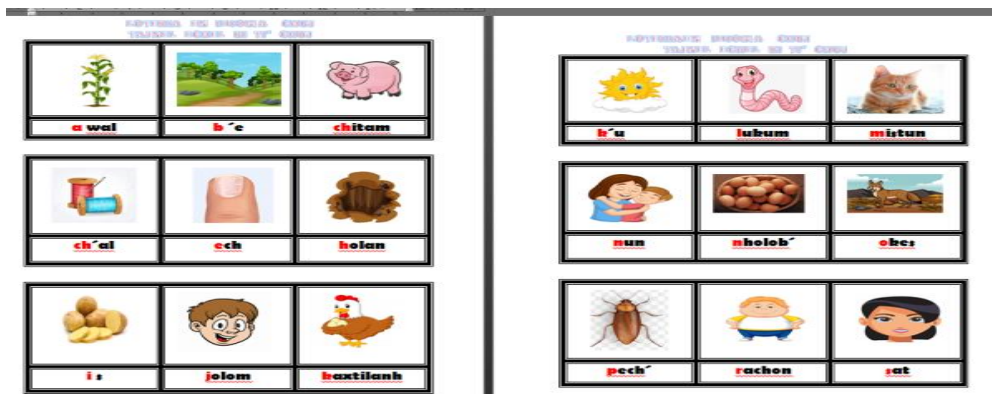 a wal b´e chitam
ch´al ech holan
is jolom kaxtilanh
k´u lukum mistun
nun nholob´ okes
pech´ rachon sat